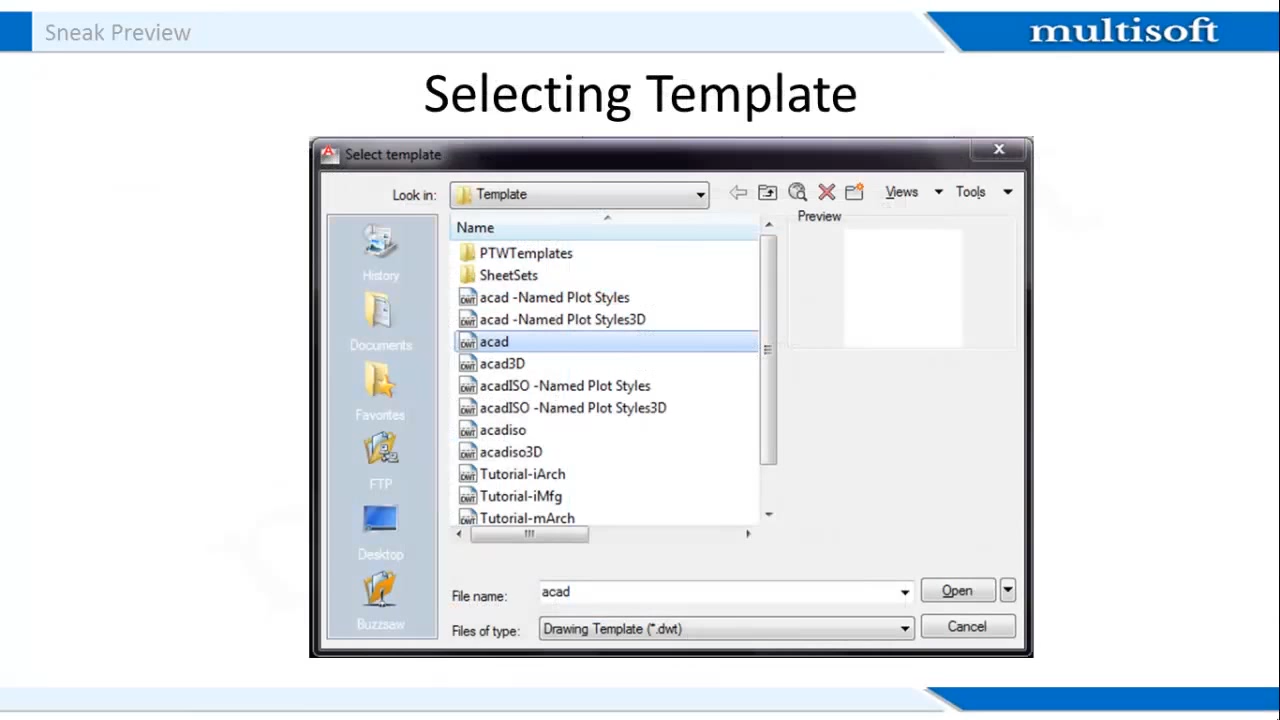 Sneak Preview
multisoft
Selecting Template
Select template
Look in:
Template
Views
Tools
Name
Preview
PTWTemplates
SheetSets
acad -Named Plot Styles
acad -Named Plot Styles3D
acad
acad3D
acadISO -Named Plot Styles
acadISO -Named Plot Styles3D
acadiso
acadiso3D
Tutorial-iArch
Tutorial-iMfg
Tutorial-mArch
History
Documents
Favorites
FTP
Desktop
Buzzsaw
File name:
acad
Open
Files of type:
Drawing Template (*.dwt)
Cancel